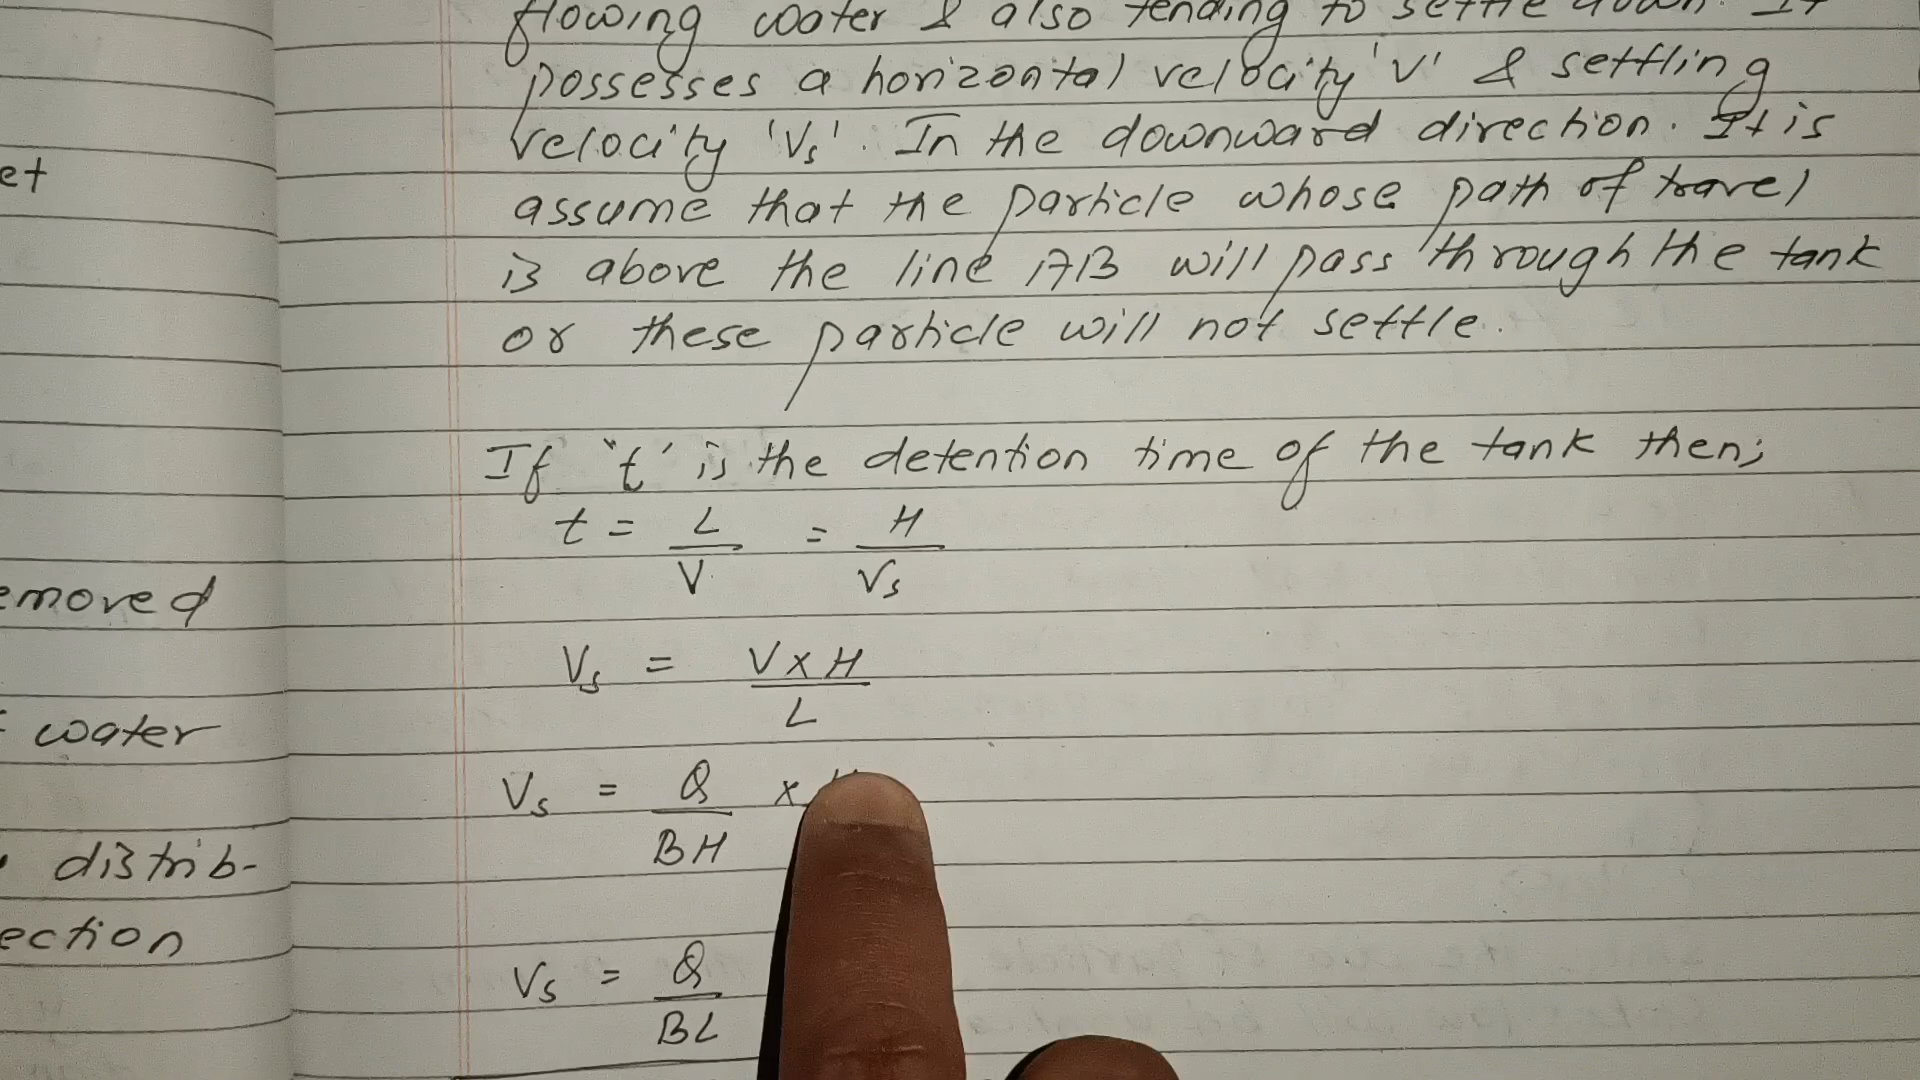 flowing water & also tending to settle down. It
possesses a horizontal velocity 'V' & settling
velocity 'Vs'. In the downward direction. It is
assume that the particle whose path of travel
is above the line AB will pass through the tank
or these particle will not settle.
If "t' is the detention time of the tank then;
t = L/V = H/Vs
Vs = V x H / L
Vs = Q/BH x
Vs = Q/BL
et
emoved
water
distrib-
ection